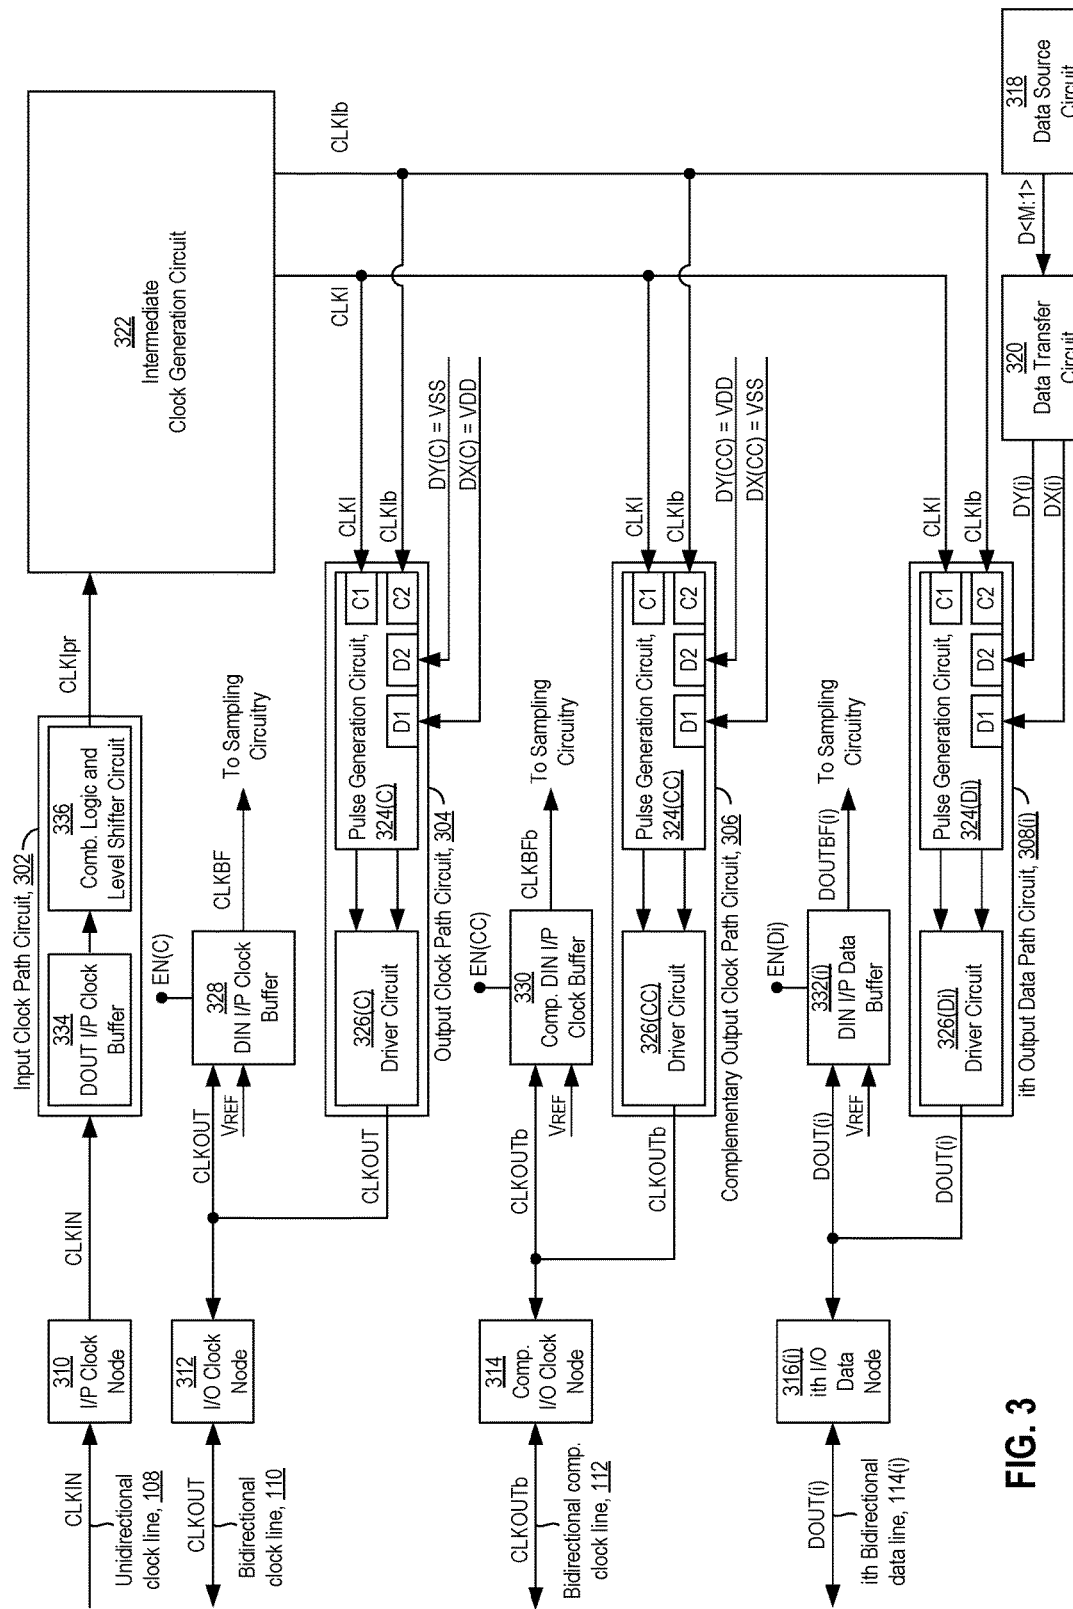 CLKIN
Unidirectional
clock line, 108
310
I/P Clock
Node
CLKIN
Input Clock Path Circuit, 302
334
DOUT I/P Clock
Buffer
336
Comb. Logic and
Level Shifter Circuit
CLKIpr
322
Intermediate
Clock Generation Circuit
CLKOUT
Bidirectional
clock line, 110
312
I/O Clock
Node
CLKOUT
VREF
EN(C)
328
DIN I/P Clock
Buffer
CLKBF
To Sampling
Circuitry
CLKOUT
326(C)
Driver Circuit
Pulse Generation Circuit,
324(C)
C1
C2
D2
D1
Output Clock Path Circuit, 304
CLKI
CLKIb
CLKI
CLKIb
DY(C) = VSS
DX(C) = VDD
CLKOUTb
Bidirectional comp.
clock line, 112
314
Comp.
I/O Clock
Node
CLKOUTb
VREF
EN(CC)
330
Comp. DIN I/P
Clock Buffer
CLKBFb
To Sampling
Circuitry
CLKOUTb
326(CC)
Driver Circuit
Pulse Generation Circuit,
324(CC)
C1
C2
D2
D1
Complementary Output Clock Path Circuit, 306
CLKI
CLKIb
DY(CC) = VDD
DX(CC) = VSS
DOUT(i)
ith Bidirectional
data line, 114(i)
316(i)
ith I/O
Data
Node
DOUT(i)
VREF
EN(Di)
332(i)
DIN I/P Data
Buffer
DOUTBF(i)
To Sampling
Circuitry
DOUT(i)
326(Di)
Driver Circuit
Pulse Generation Circuit,
324(Di)
C1
C2
D2
D1
ith Output Data Path Circuit, 308(i)
CLKI
CLKIb
DY(i)
DX(i)
320
Data Transfer
Circuit
D<M:1>
318
Data Source
Circuit
FIG. 3